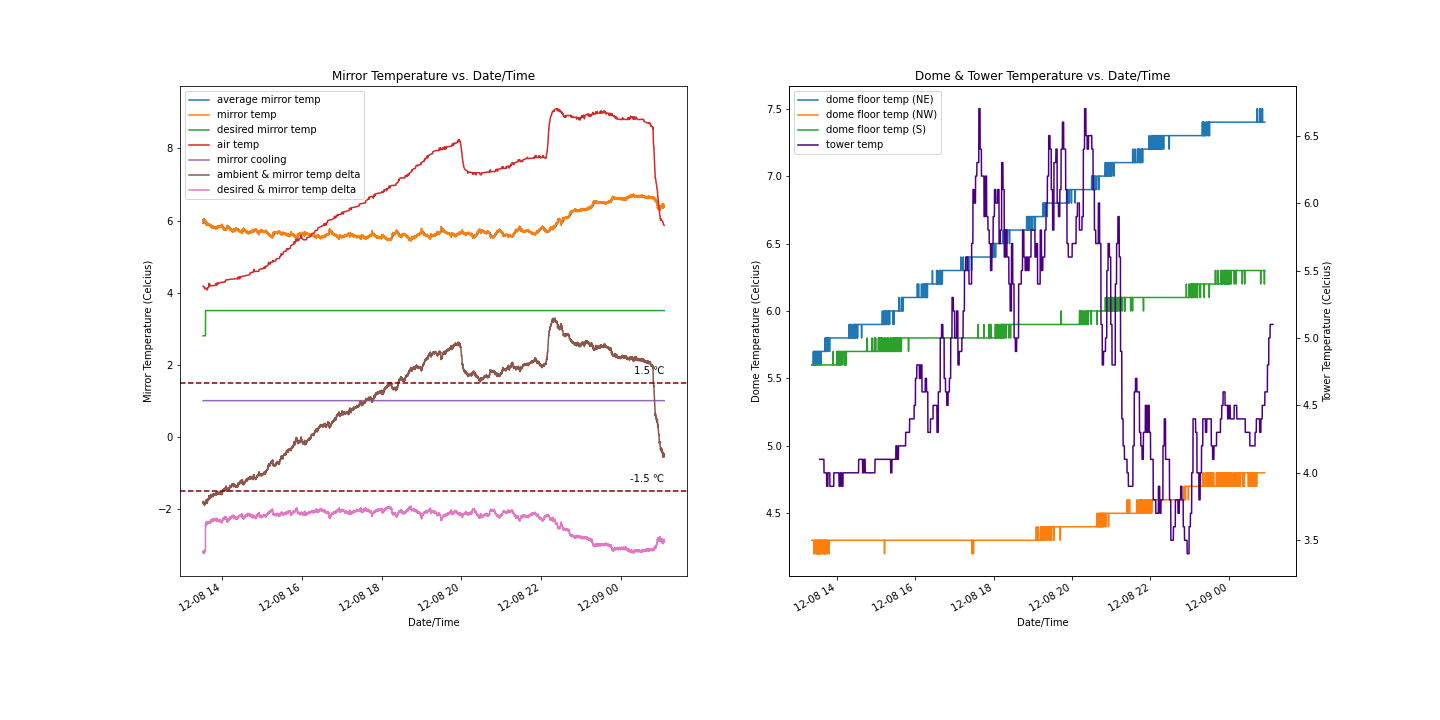 Mirror Temperature vs. Date/Time
average mirror temp
mirror temp
desired mirror temp
air temp
mirror cooling
ambient & mirror temp delta
desired & mirror temp delta
Mirror Temperature (Celcius)
8
6
4
2
0
−2
1.5 °C
-1.5 °C
12-08 14
12-08 16
12-08 18
12-08 20
12-08 22
12-09 00
Date/Time
Dome & Tower Temperature vs. Date/Time
dome floor temp (NE)
dome floor temp (NW)
dome floor temp (S)
tower temp
Dome Temperature (Celcius)
7.5
7.0
6.5
6.0
5.5
5.0
4.5
6.5
6.0
5.5
5.0
4.5
4.0
3.5
Tower Temperature (Celcius)
12-08 14
12-08 16
12-08 18
12-08 20
12-08 22
12-09 00
Date/Time